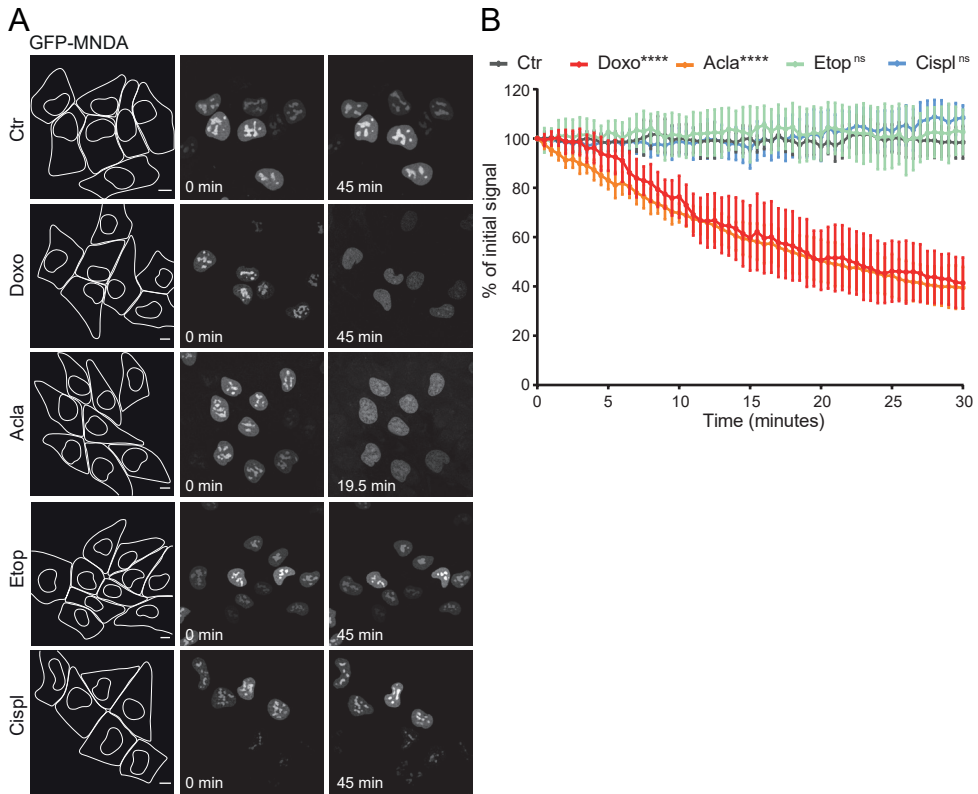 A
GFP-MNDA
Ctr
0 min
45 min
Doxo
0 min
45 min
Acla
0 min
19.5 min
Etop
0 min
45 min
Cispl
0 min
45 min
B
Ctr Doxo**** Acla**** Etop ns Cispl ns
% of initial signal
120
100
80
60
40
20
0
0 5 10 15 20 25 30
Time (minutes)